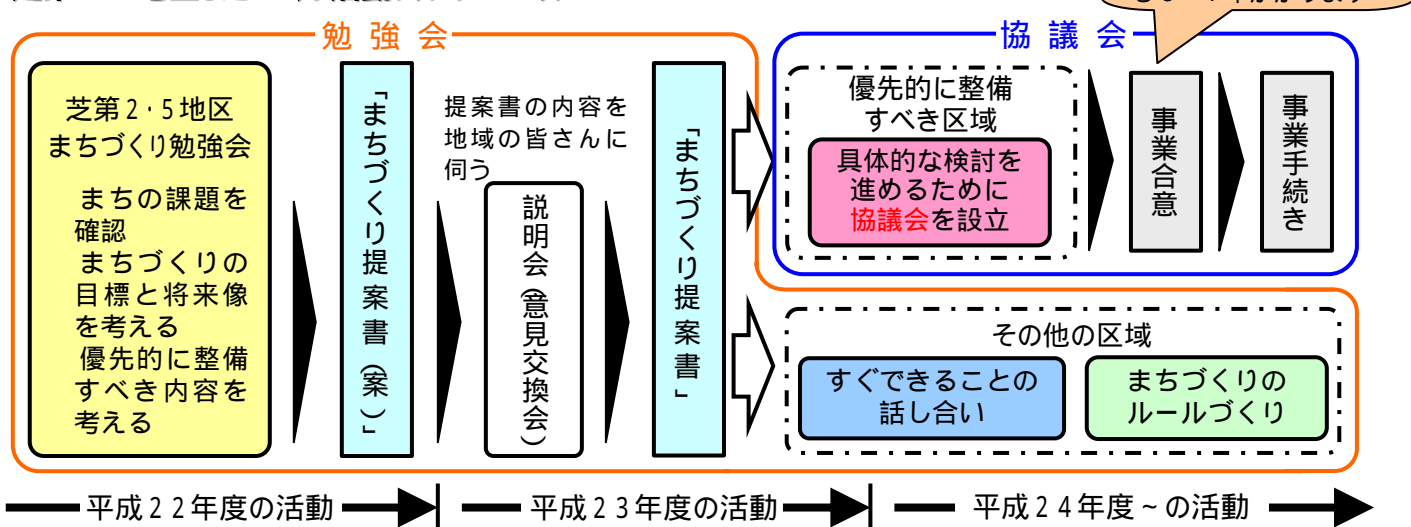 勉強会
協議会
芝第2・5地区
まちづくり勉強会
まちの課題を
確認
まちづくりの
目標と将来像
を考える
優先的に整備
すべき内容を
考える
「まちづくり提案書（案）」
提案書の内容を
地域の皆さんに
伺う
説明会（意見交換会）
「まちづくり提案書」
優先的に整備
すべき区域
具体的な検討を
進めるために
協議会を設立
事業合意
事業手続き
その他の区域
すぐできることの
話し合い
まちづくりの
ルールづくり
平成22年度の活動
平成23年度の活動
平成24年度~の活動